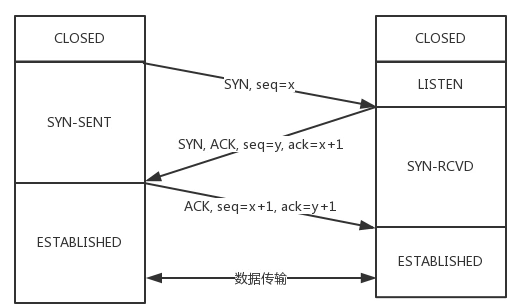 CLOSED
CLOSED
SYN, seq=x
LISTEN
SYN-SENT
SYN, ACK, seq=y, ack=x+1
SYN-RCVD
ACK, seq=x+1, ack=y+1
ESTABLISHED
ESTABLISHED
数据传输